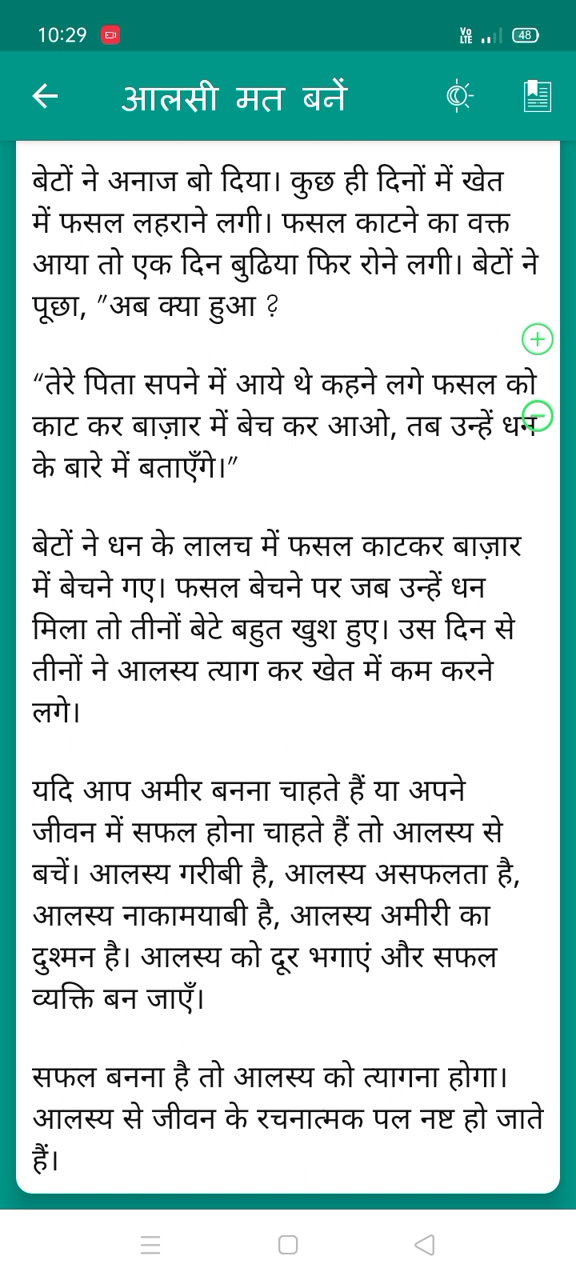 10:29
Vo LTE
48
आलसी मत बनें
बेटों ने अनाज बो दिया। कुछ ही दिनों में खेत
में फसल लहराने लगी। फसल काटने का वक्त
आया तो एक दिन बुढिया फिर रोने लगी। बेटों ने
पूछा, "अब क्या हुआ ?
“तेरे पिता सपने में आये थे कहने लगे फसल को
काट कर बाज़ार में बेच कर आओ, तब उन्हें धन
के बारे में बताएँगे।”
बेटों ने धन के लालच में फसल काटकर बाज़ार
में बेचने गए। फसल बेचने पर जब उन्हें धन
मिला तो तीनों बेटे बहुत खुश हुए। उस दिन से
तीनों ने आलस्य त्याग कर खेत में कम करने
लगे।
यदि आप अमीर बनना चाहते हैं या अपने
जीवन में सफल होना चाहते हैं तो आलस्य से
बचें। आलस्य गरीबी है, आलस्य असफलता है,
आलस्य नाकामयाबी है, आलस्य अमीरी का
दुश्मन है। आलस्य को दूर भगाएं और सफल
व्यक्ति बन जाएँ।
सफल बनना है तो आलस्य को त्यागना होगा।
आलस्य से जीवन के रचनात्मक पल नष्ट हो जाते
हैं।